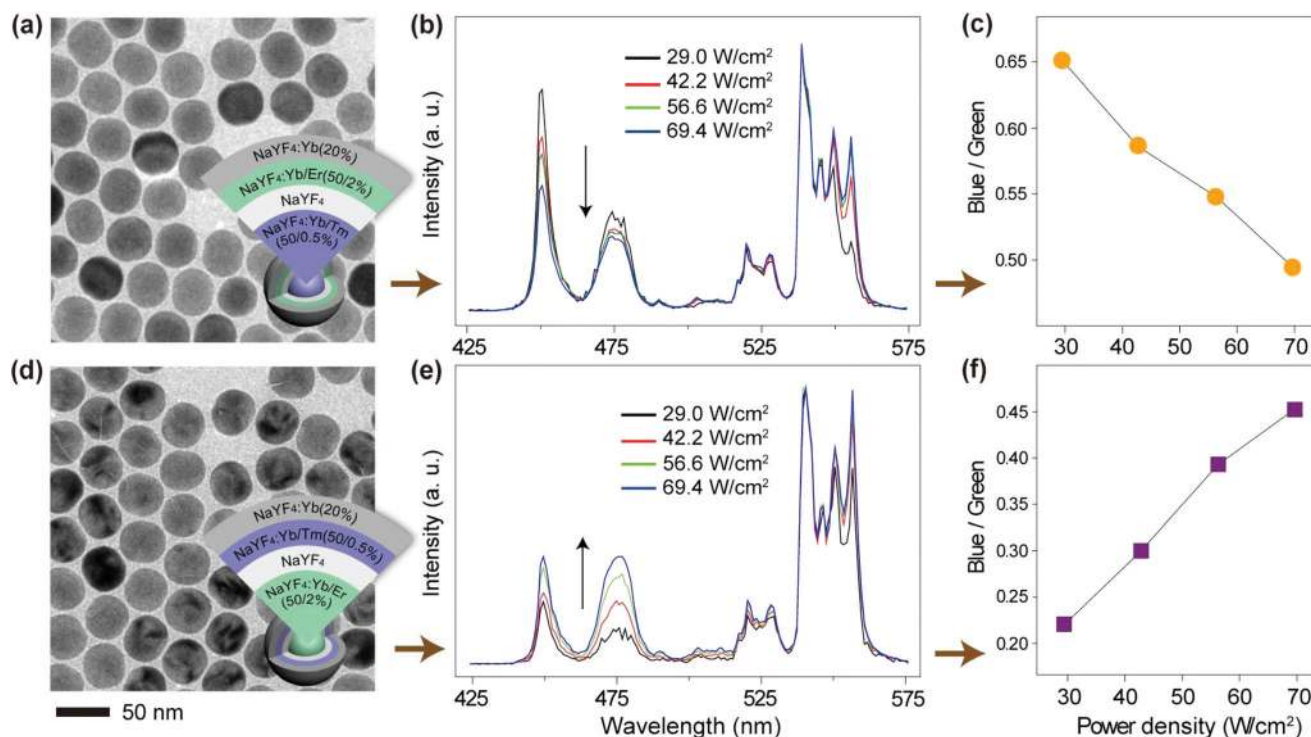 (a)
NaYF₄:Yb(20%)
NaYF₄:Yb/Er(50/2%)
NaYF₄
NaYF₄:Yb/Tm
(50/0.5%)
(b)
29.0 W/cm²
42.2 W/cm²
56.6 W/cm²
69.4 W/cm²
Intensity (a. u.)
425 475 525 575
(c)
Blue / Green
0.65
0.60
0.55
0.50
30 40 50 60 70
(d)
NaYF₄:Yb(20%)
NaYF₄:Yb/Tm(50/0.5%)
NaYF₄
NaYF₄:Yb/Er
(50/2%)
50 nm
(e)
29.0 W/cm²
42.2 W/cm²
56.6 W/cm²
69.4 W/cm²
Intensity (a. u.)
425 475 525 575
Wavelength (nm)
(f)
Blue / Green
0.45
0.40
0.35
0.30
0.25
0.20
30 40 50 60 70
Power density (W/cm²)